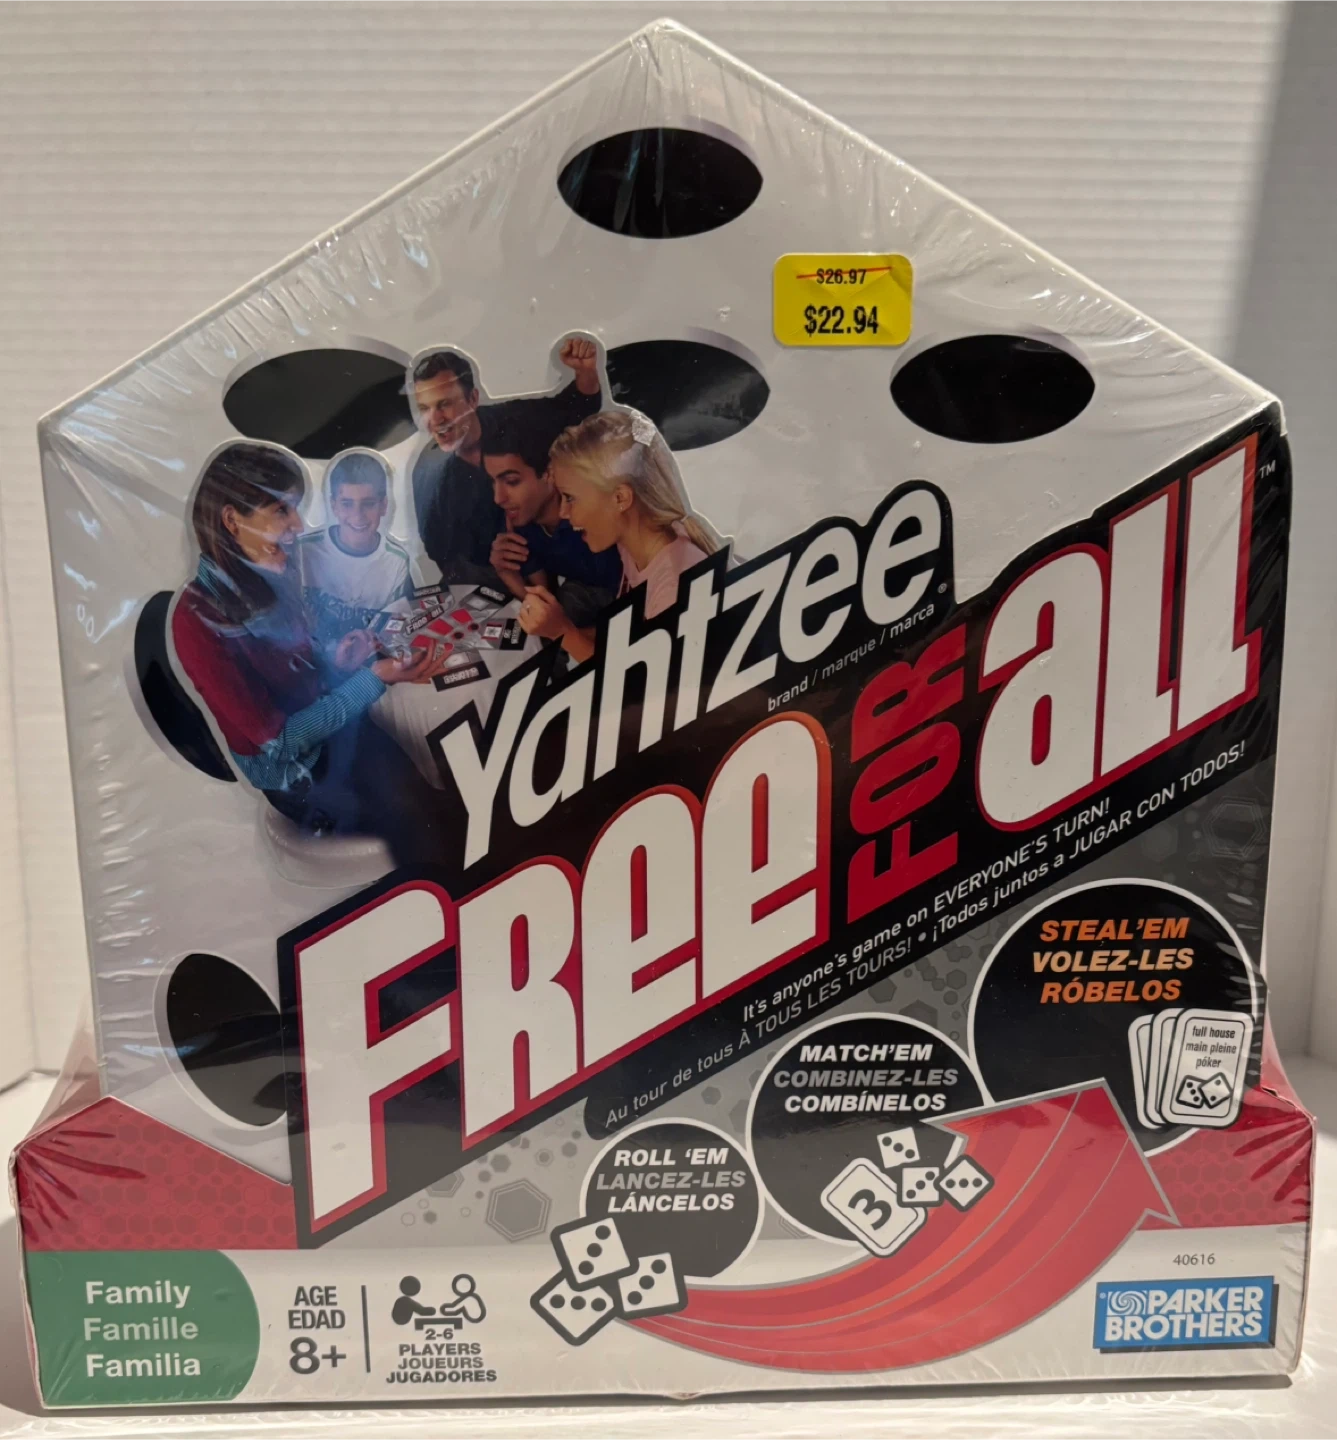 $26.97
$22.94
Yahtzee®
brand / marque / marca
FREE FOR all™
It's anyone's game on EVERYONE'S TURN!
Au tour de tous À TOUS LES TOURS! • ¡Todos juntos a JUGAR CON TODOS!
STEAL'EM
VOLEZ-LES
RÓBELOS
full house
main pleine
póker
MATCH'EM
COMBINEZ-LES
COMBÍNELOS
3
ROLL 'EM
LANCEZ-LES
LÁNCELOS
Family
Famille
Familia
AGE
EDAD
8+
2-6
PLAYERS
JOUEURS
JUGADORES
40616
PARKER
BROTHERS